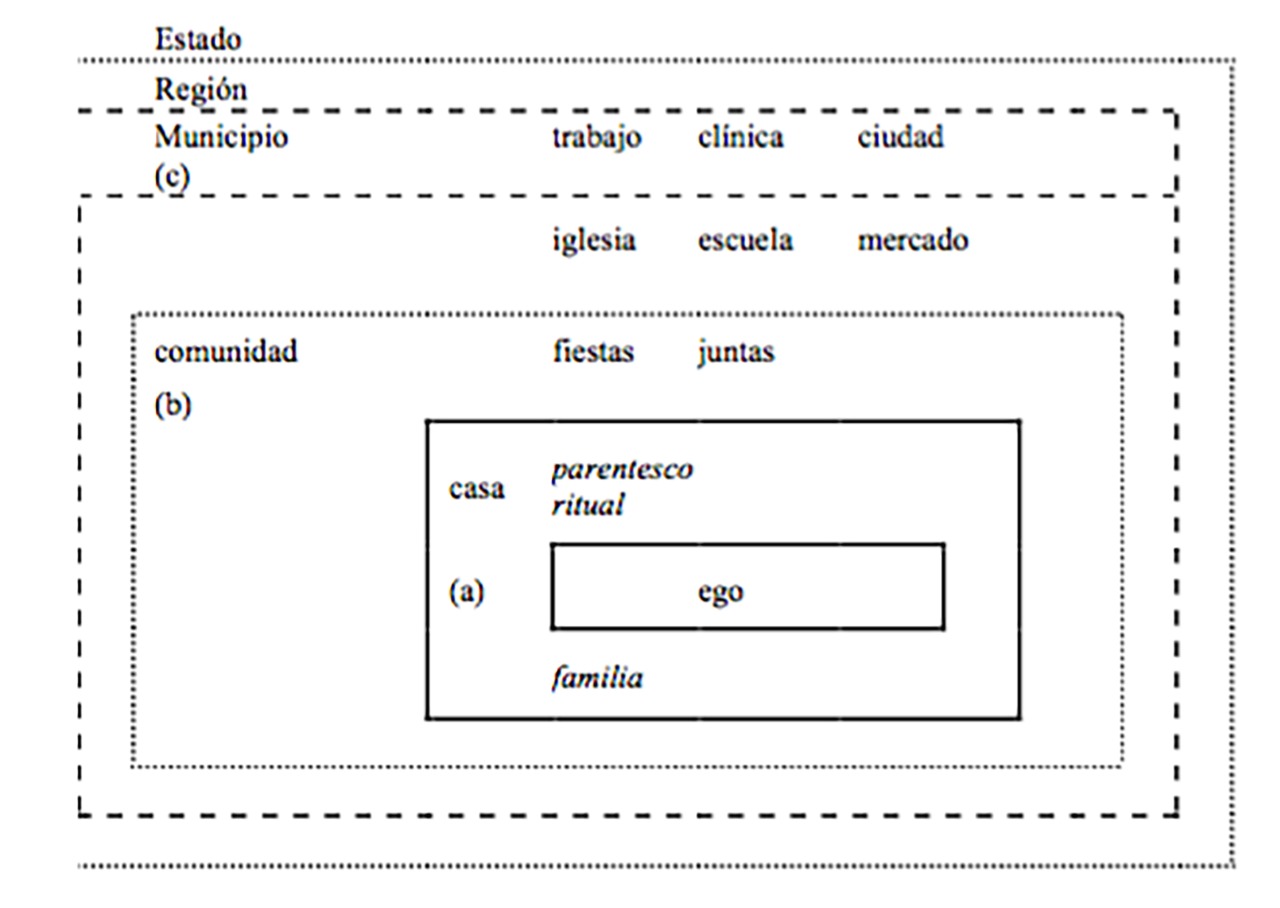 Estado
Región
Municipio trabajo clínica ciudad
(c)
iglesia escuela mercado
comunidad fiestas juntas
(b)
parentesco
casa
ritual
(a) ego
familia